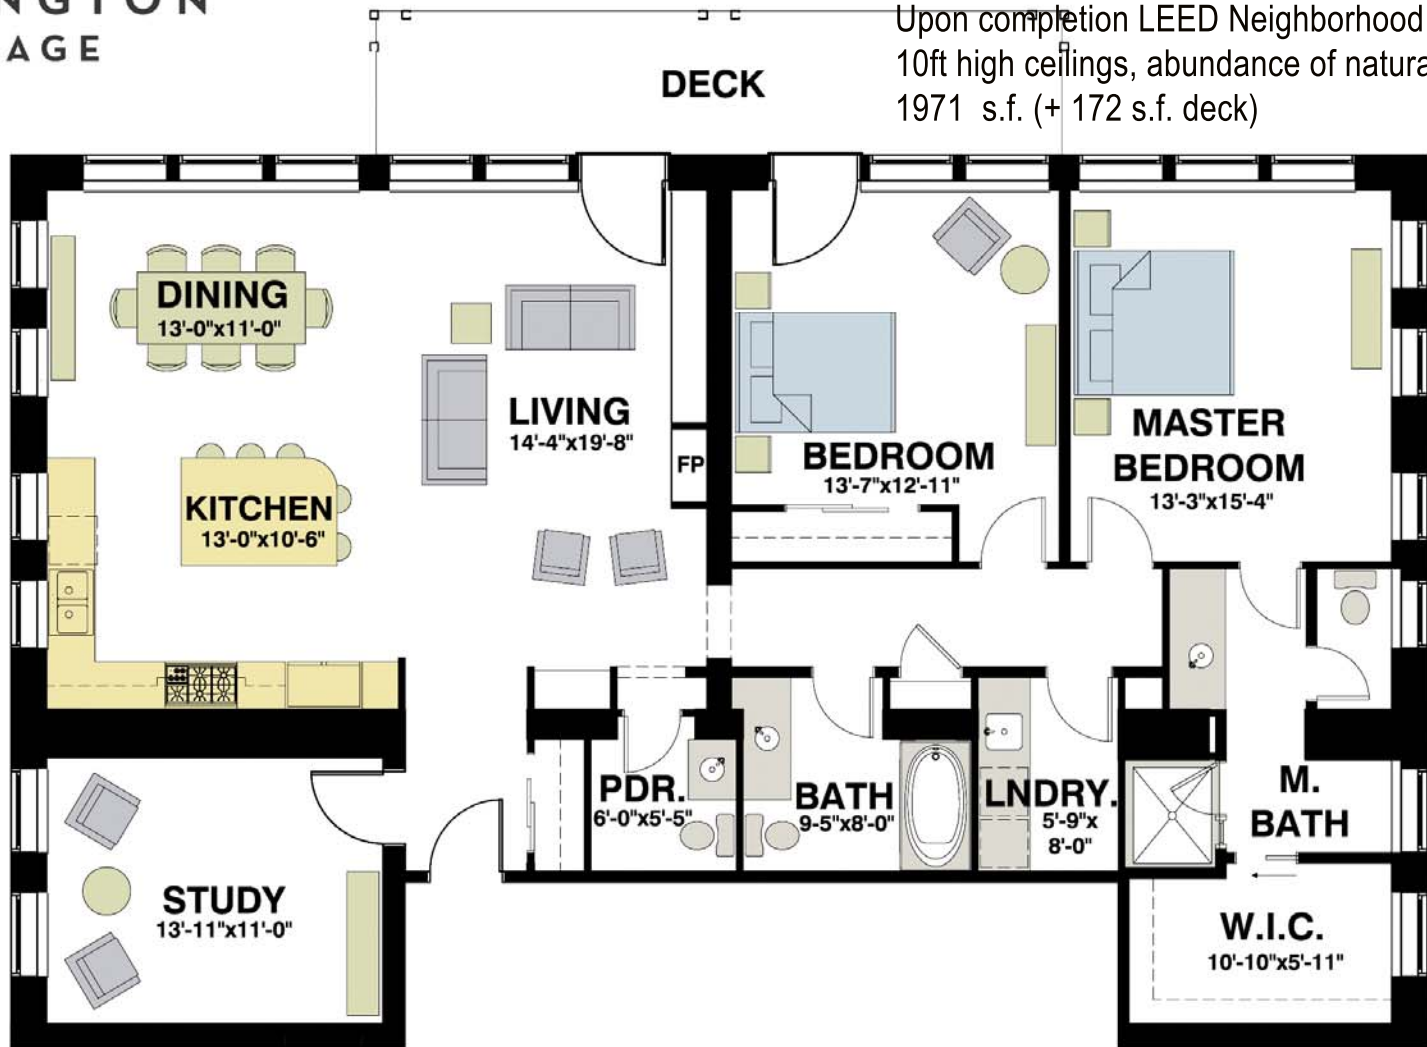 NGTON
AGE
Upon completion LEED Neighborhood
10ft high ceilings, abundance of natura
1971 s.f. (+ 172 s.f. deck)
DECK
DINING
13'-0"x11'-0"
LIVING
14'-4"x19'-8"
KITCHEN
13'-0"x10'-6"
FP
BEDROOM
13'-7"x12'-11"
MASTER
BEDROOM
13'-3"x15'-4"
STUDY
13'-11"x11'-0"
PDR.
6'-0"x5'-5"
BATH
9-5"x8'-0"
LNDRY.
5'-9"x
8'-0"
M.
BATH
W.I.C.
10'-10"x5'-11"